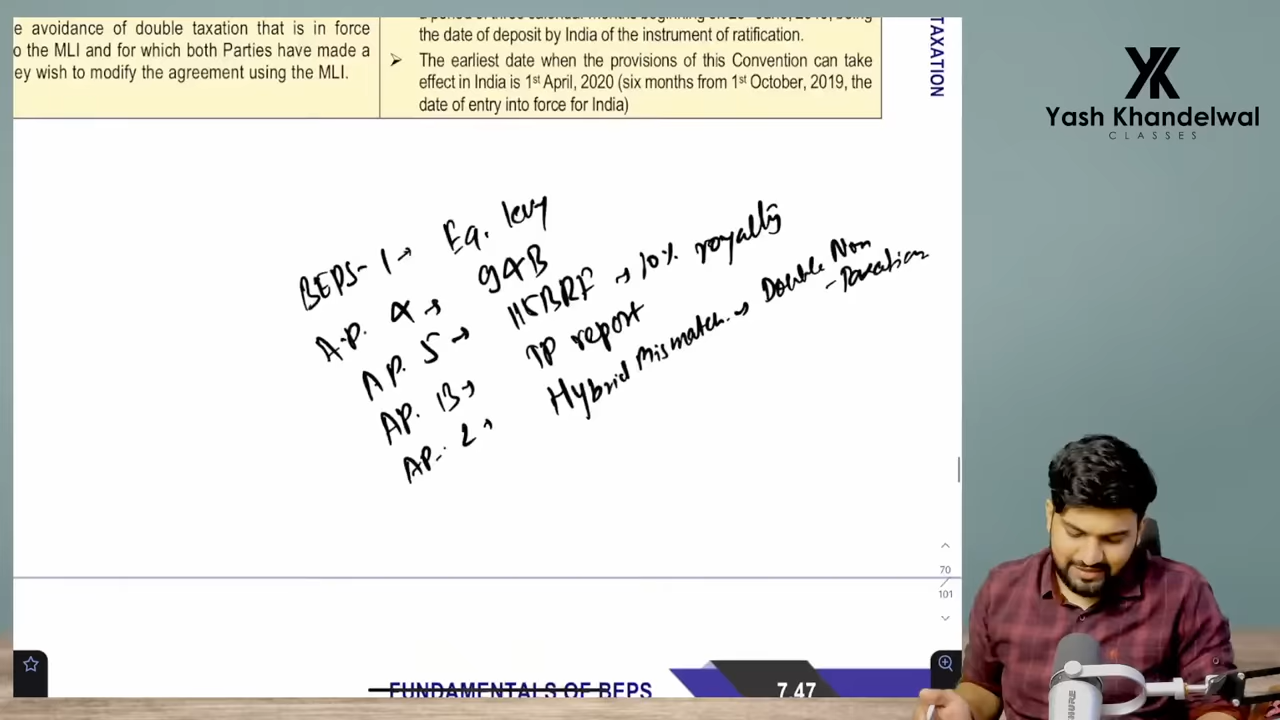 e avoidance of double taxation that is in force
o the MLI and for which both Parties have made a
ey wish to modify the agreement using the MLI.
the date of deposit by India of the instrument of ratification.
➤ The earliest date when the provisions of this Convention can take
effect in India is 1st April, 2020 (six months from 1st October, 2019, the
date of entry into force for India)
TAXATION
YK
Yash Khandelwal
CLASSES
BEPS-1 → Eq. levy
A.P. 4 → 94B
AP. 5 → 115BBF → 10% royalty
AP. 13 → TP report
AP. 2 → Hybrid Mismatch → Double Non
-Taxation
70
101
FUNDAMENTALS OF BEPS
7.47